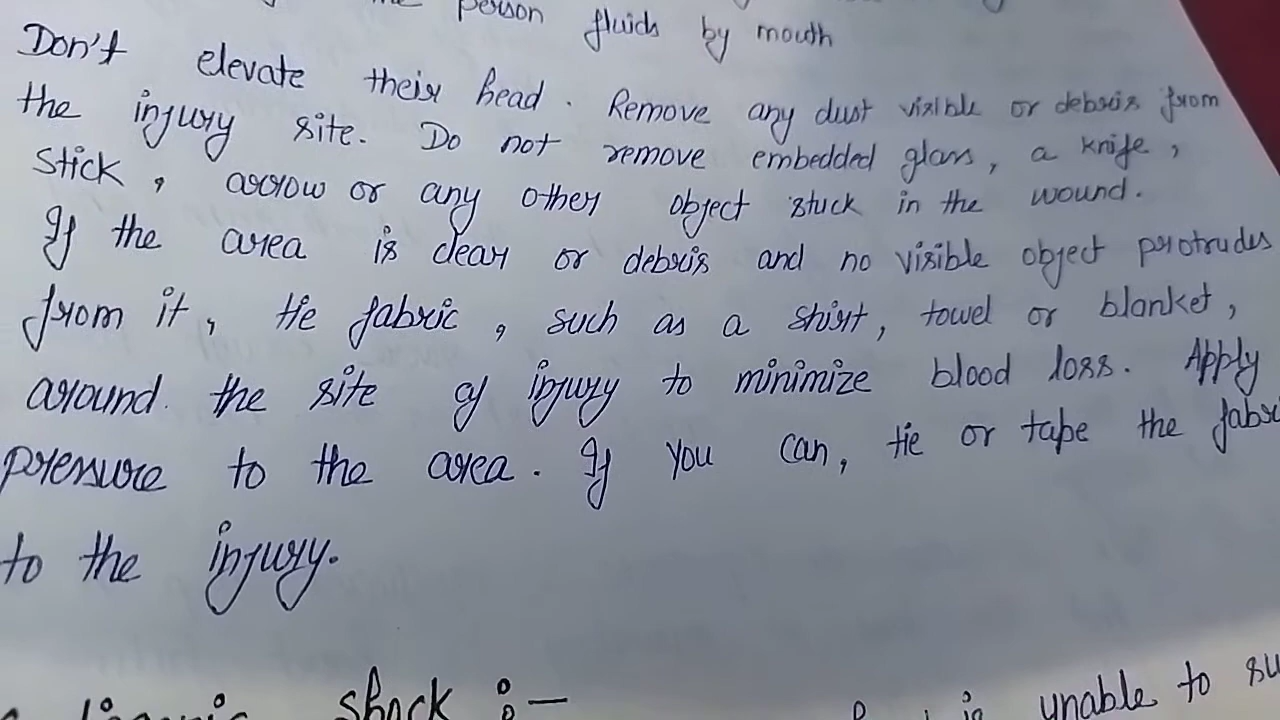 the person fluids by mouth
Don't elevate their head. Remove any dust visible or debris from
the injury site. Do not remove embedded glass, a knife,
stick, arrow or any other object stuck in the wound.
If the area is clear or debris and no visible object protrudes
from it, tie fabric, such as a shirt, towel or blanket,
around the site of injury to minimize blood loss. Apply
pressure to the area. If you can, tie or tape the
to the injury.
shock :- is unable to